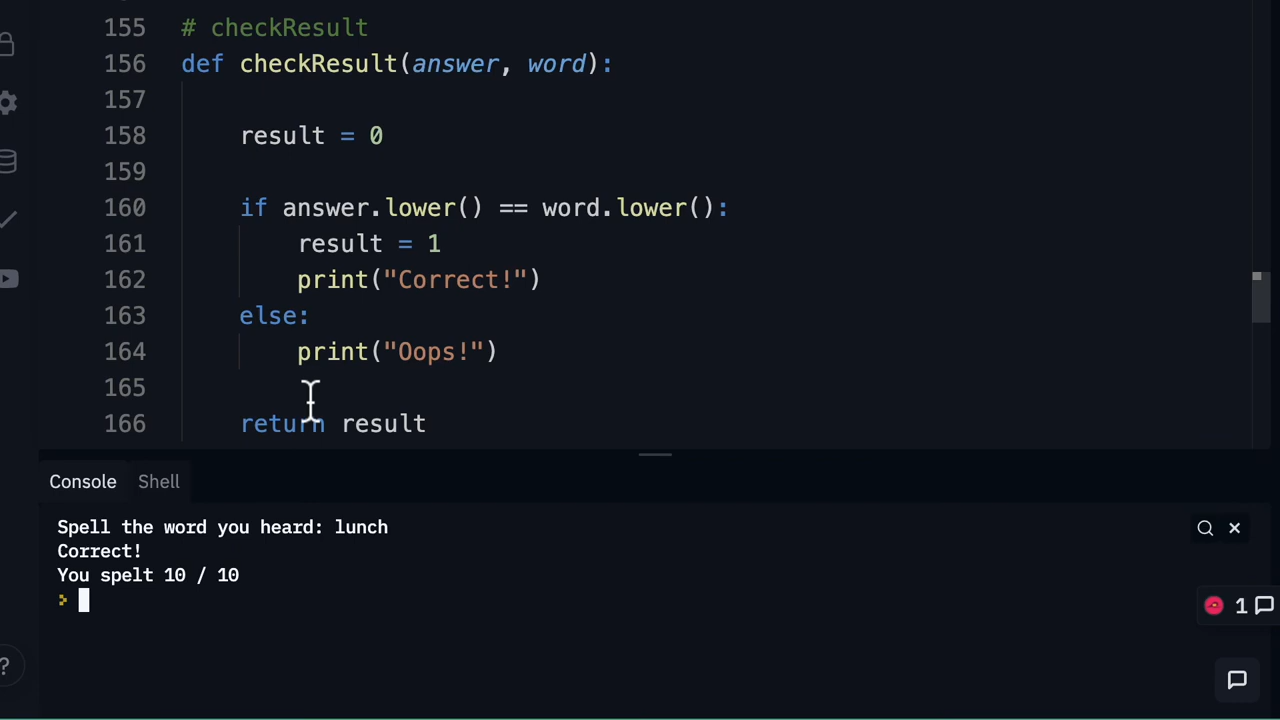 155 # checkResult
156 def checkResult(answer, word):
157
158 result = 0
159
160 if answer.lower() == word.lower():
161 result = 1
162 print("Correct!")
163 else:
164 print("Oops!")
165
166 return result
Console Shell
Spell the word you heard: lunch
Correct!
You spelt 10 / 10
1
?